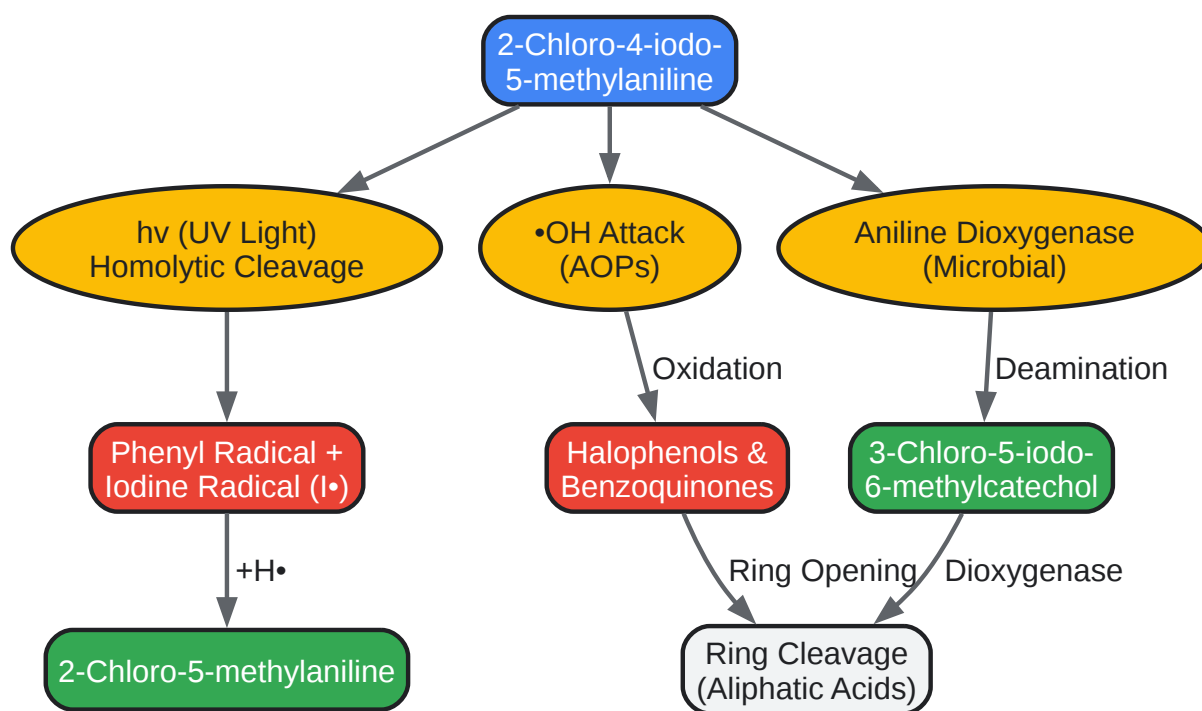 2-Chloro-4-iodo-
5-methylaniline
hv (UV Light)
Homolytic Cleavage
•OH Attack
(AOPs)
Aniline Dioxygenase
(Microbial)
Oxidation
Deamination
Phenyl Radical +
Iodine Radical (I•)
Halophenols &
Benzoquinones
3-Chloro-5-iodo-
6-methylcatechol
+H•
Ring Opening
Dioxygenase
2-Chloro-5-methylaniline
Ring Cleavage
(Aliphatic Acids)